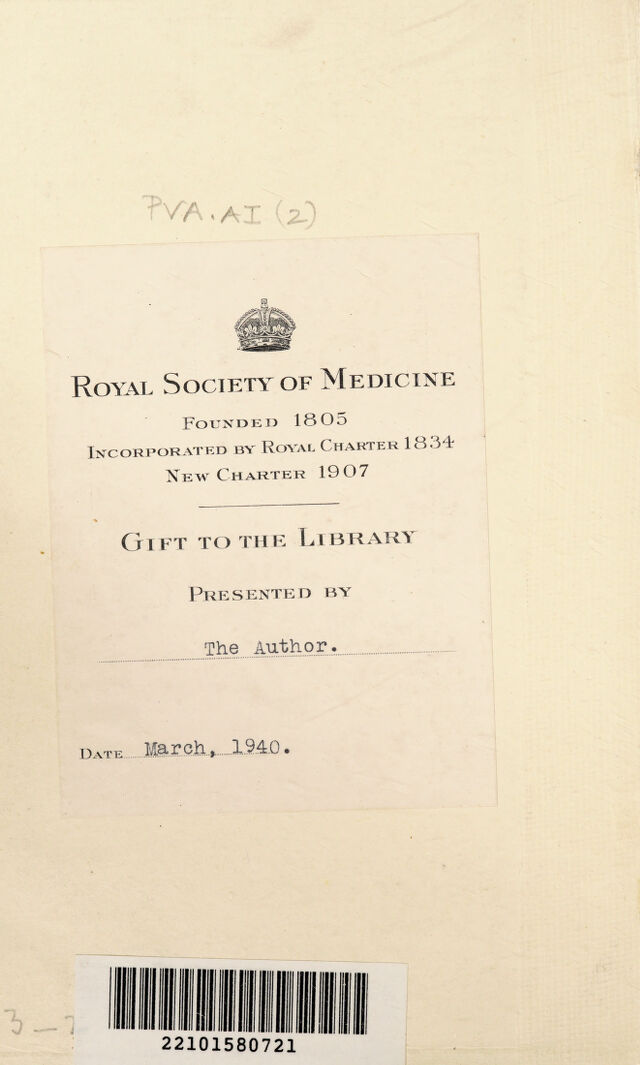 PVA.AI (2)
ROYAL SOCIETY OF MEDICINE
FOUNDED 1805
INCORPORATED BY ROYAL CHARTER 1834
NEW CHARTER 1907
GIFT TO THE LIBRARY
PRESENTED BY
The Author.
DATE March, 1940.
22101580721